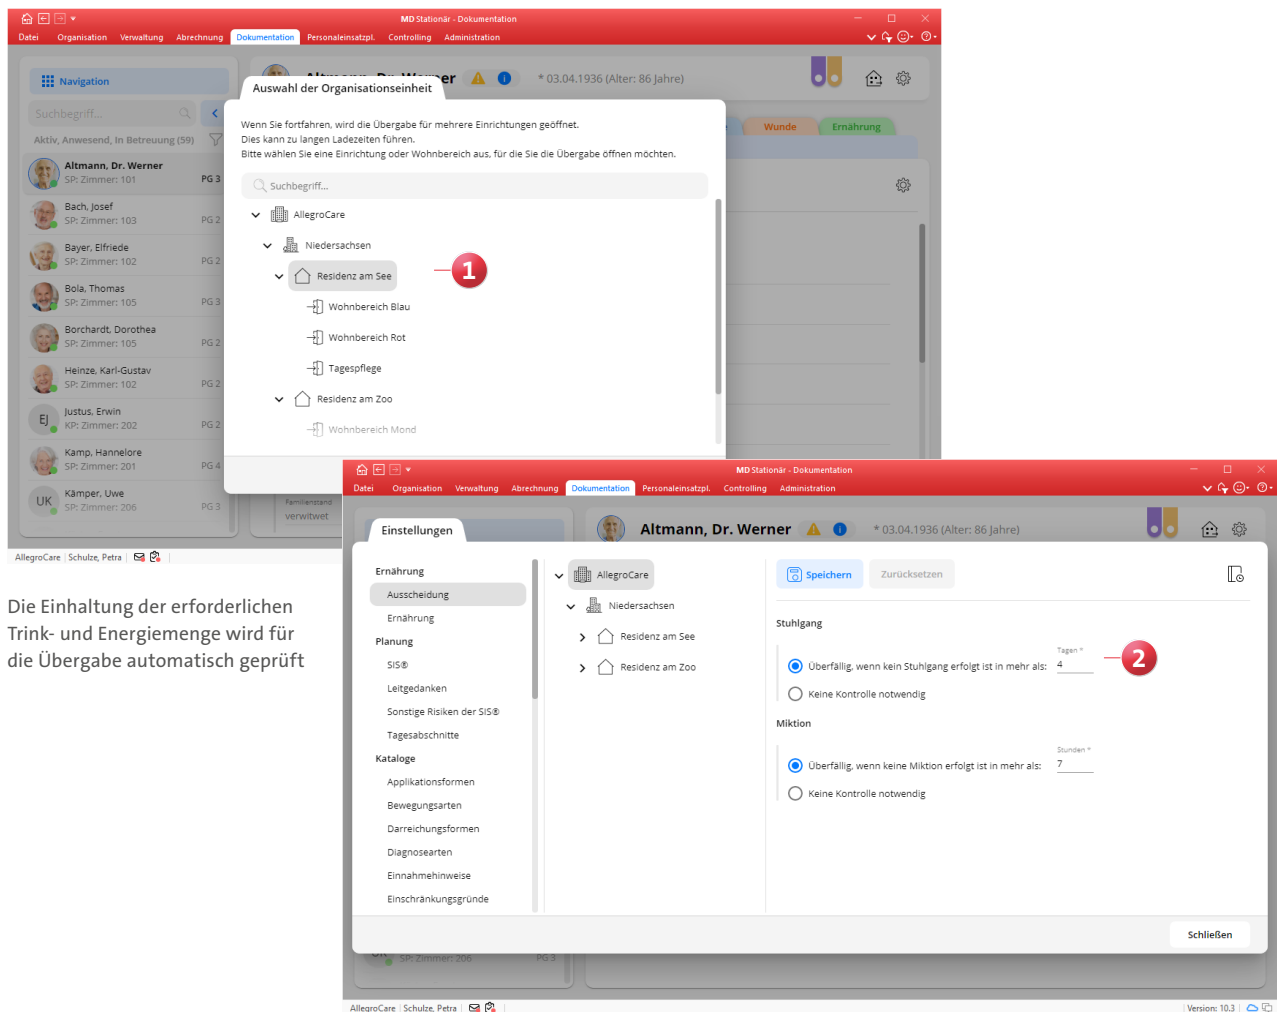 MD Stationär - Dokumentation
Datei Organisation Verwaltung Abrechnung Dokumentation Personaleinsatzpl. Controlling Administration
Navigation
Altmann, Dr. Werner * 03.04.1936 (Alter: 86 Jahre)
Suchbegriff...
Aktiv, Anwesend, In Betreuung (59)
Altmann, Dr. Werner
SP: Zimmer: 101 PG 3
Bach, Josef
SP: Zimmer: 103 PG 2
Bayer, Elfriede
SP: Zimmer: 102 PG 2
Bola, Thomas
SP: Zimmer: 105 PG 3
Borchardt, Dorothea
SP: Zimmer: 105 PG 2
Heinze, Karl-Gustav
SP: Zimmer: 102 PG 2
EJ
Justus, Erwin
KP: Zimmer: 202 PG 2
Kamp, Hannelore
SP: Zimmer: 201 PG 4
UK
Kämper, Uwe
SP: Zimmer: 206 PG 3
Wunde Ernährung
Auswahl der Organisationseinheit
Wenn Sie fortfahren, wird die Übergabe für mehrere Einrichtungen geöffnet.
Dies kann zu langen Ladezeiten führen.
Bitte wählen Sie eine Einrichtung oder Wohnbereich aus, für die Sie die Übergabe öffnen möchten.
Suchbegriff...
AllegroCare
Niedersachsen
Residenz am See
1
Wohnbereich Blau
Wohnbereich Rot
Tagespflege
Residenz am Zoo
Wohnbereich Mond
Familienstand
verwitwet
AllegroCare Schulze, Petra
Die Einhaltung der erforderlichen
Trink- und Energiemenge wird für
die Übergabe automatisch geprüft
MD Stationär - Dokumentation
Datei Organisation Verwaltung Abrechnung Dokumentation Personaleinsatzpl. Controlling Administration
Altmann, Dr. Werner * 03.04.1936 (Alter: 86 Jahre)
Einstellungen
Ernährung
Ausscheidung
Ernährung
Planung
SIS®
Leitgedanken
Sonstige Risiken der SIS®
Tagesabschnitte
Kataloge
Applikationsformen
Bewegungsarten
Darreichungsformen
Diagnosearten
Einnahmehinweise
Einschränkungsgründe
AllegroCare
Niedersachsen
Residenz am See
Residenz am Zoo
Speichern Zurücksetzen
Stuhlgang
Tagen *
Überfällig, wenn kein Stuhlgang erfolgt ist in mehr als: 4
2
Keine Kontrolle notwendig
Miktion
Stunden *
Überfällig, wenn keine Miktion erfolgt ist in mehr als: 7
Keine Kontrolle notwendig
Schließen
SP: Zimmer: 206 PG 3
AllegroCare Schulze, Petra Version: 10.3